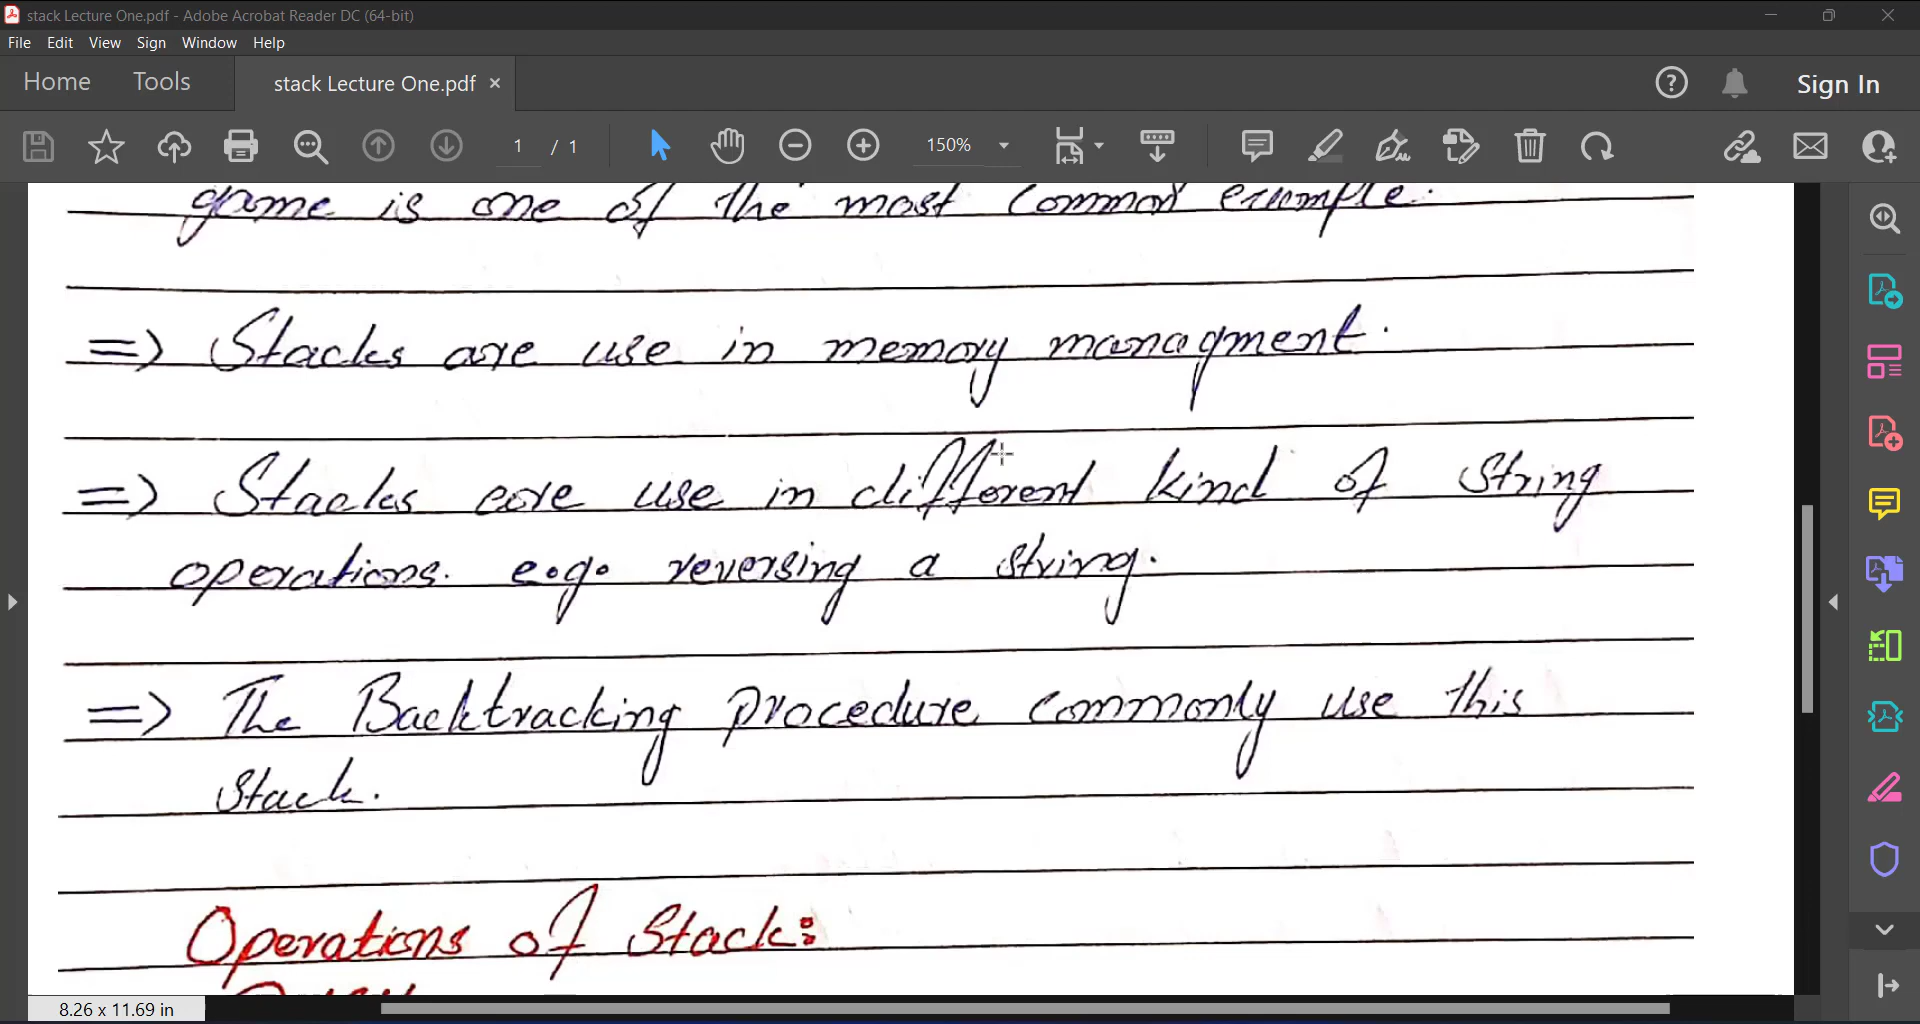 stack Lecture One.pdf - Adobe Acrobat Reader DC (64-bit)
File Edit View Sign Window Help
Home Tools stack Lecture One.pdf × Sign In
1 / 1 150%
game is one of the most common example.
=> Stacks are use in memory managment.
=> Stacks are use in different kind of string
operations. e.g. reversing a string.
=> The Backtracking procedure commonly use this
stack.
Operations of Stack:
8.26 x 11.69 in